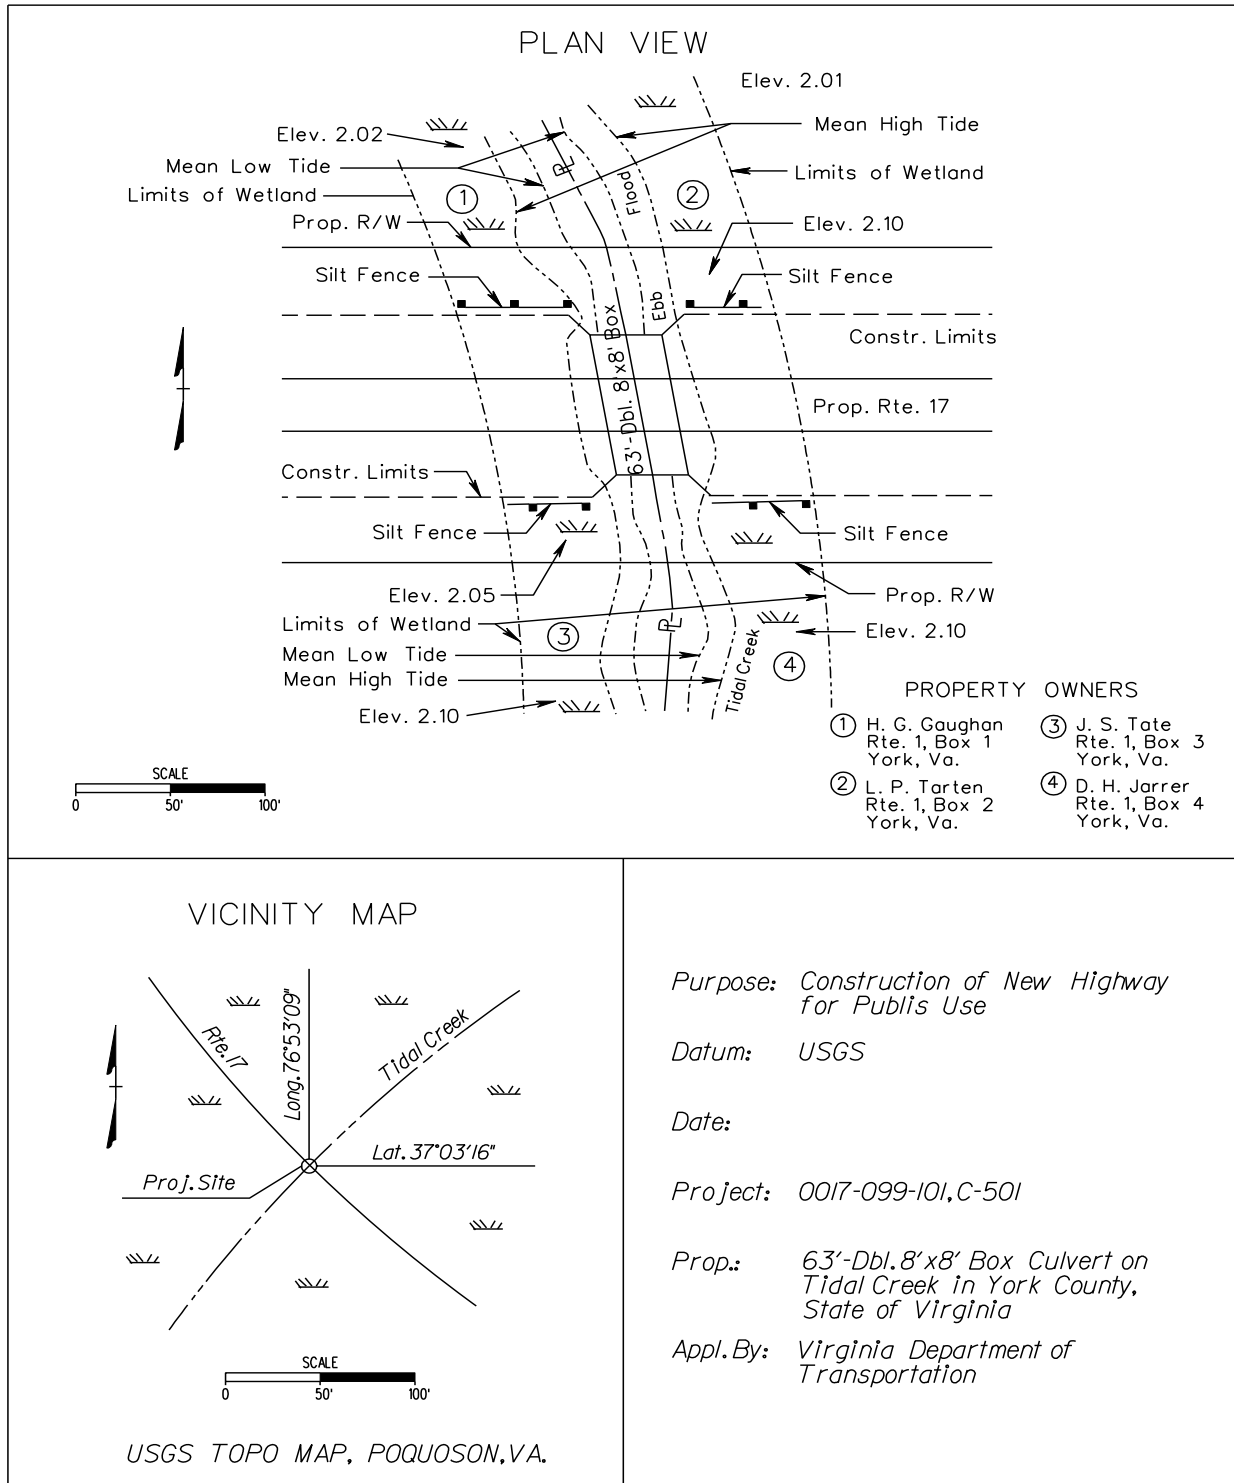 PLAN VIEW
Elev. 2.01
Elev. 2.02
Mean High Tide
Mean Low Tide
Limits of Wetland
Limits of Wetland
PL
Flood
1
2
Prop. R/W
Elev. 2.10
Silt Fence
Silt Fence
Ebb
Constr. Limits
63'-Dbl. 8'x8' Box
Prop. Rte. 17
Constr. Limits
Silt Fence
Silt Fence
Elev. 2.05
Prop. R/W
Limits of Wetland
3
PL
Elev. 2.10
Mean Low Tide
Tidal Creek
4
Mean High Tide
Elev. 2.10
PROPERTY OWNERS
1 H. G. Gaughan
Rte. 1, Box 1
York, Va.
2 L. P. Tarten
Rte. 1, Box 2
York, Va.
3 J. S. Tate
Rte. 1, Box 3
York, Va.
4 D. H. Jarrer
Rte. 1, Box 4
York, Va.
SCALE
0 50' 100'
VICINITY MAP
Rte. 17
Long. 76°53'09"
Tidal Creek
Lat. 37°03'16"
Proj. Site
SCALE
0 50' 100'
USGS TOPO MAP, POQUOSON, VA.
Purpose: Construction of New Highway
for Publis Use
Datum: USGS
Date:
Project: 0017-099-101, C-501
Prop.: 63'-Dbl. 8'x8' Box Culvert on
Tidal Creek in York County,
State of Virginia
Appl. By: Virginia Department of
Transportation